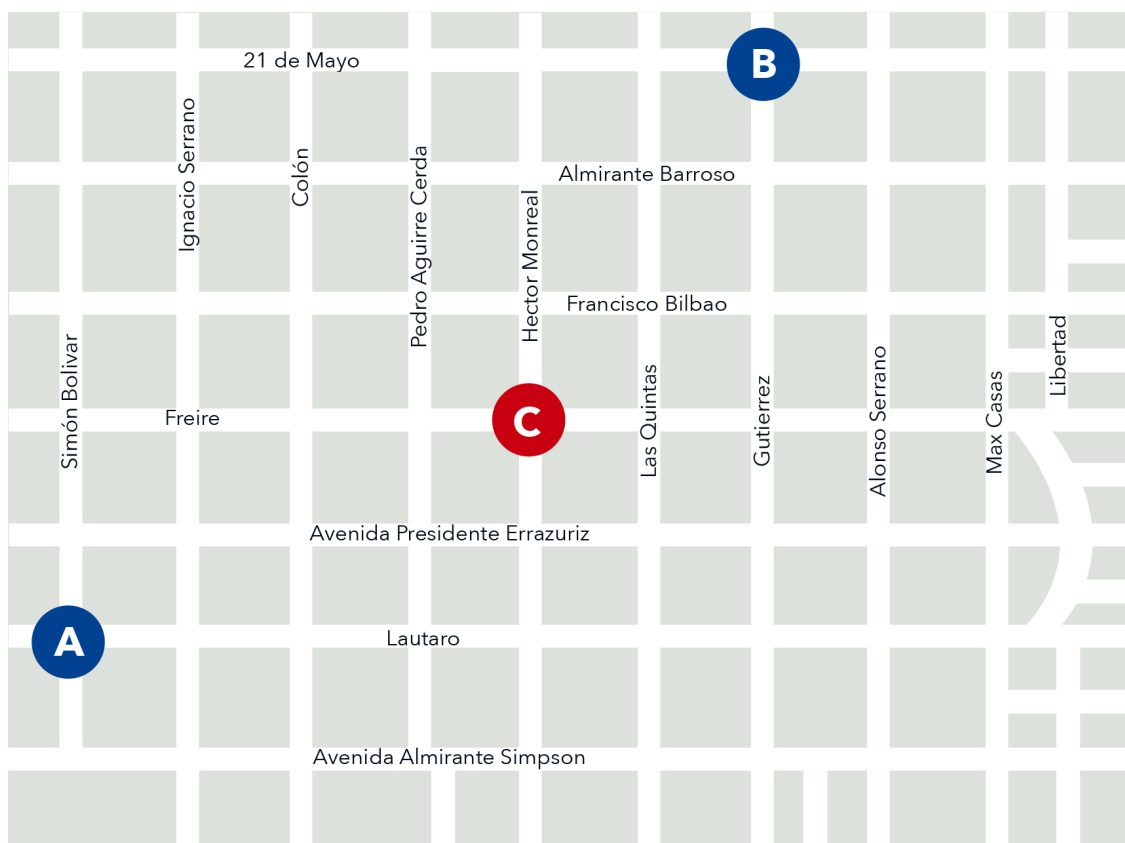 21 de Mayo
B
Ignacio Serrano
Colón
Pedro Aguirre Cerda
Almirante Barroso
Hector Monreal
Francisco Bilbao
Simón Bolivar
Libertad
Las Quintas
Gutierrez
Alonso Serrano
Max Casas
Freire
C
Avenida Presidente Errazuriz
A
Lautaro
Avenida Almirante Simpson